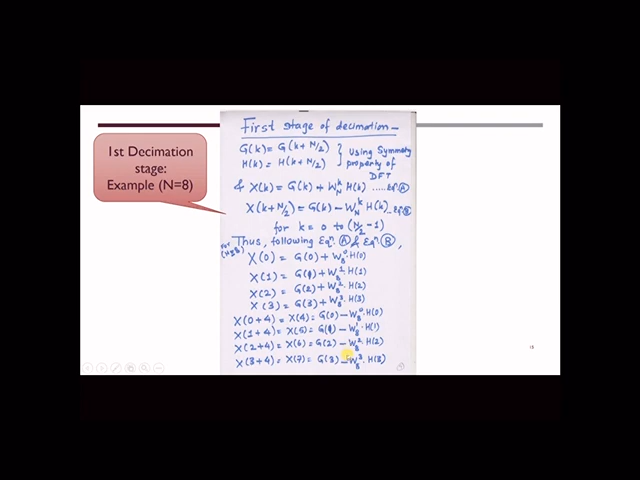 1st Decimation
stage:
Example (N=8)
First stage of decimation—
G(k) = G(k+N/2)
H(k) = H(k+N/2)
} Using Symmetry
property of
DFT
& X(k) = G(k) + W_N^k H(k) .....Eqⁿ.Ⓐ
X(k+N/2) = G(k) - W_N^k H(k)...Eqⁿ Ⓑ
for k = 0 to (N/2 - 1)
Thus, following Eqⁿ. Ⓐ & Eqⁿ. Ⓑ,
for
(N=8)
X(0) = G(0) + W_8^0. H(0)
X(1) = G(1) + W_8^1. H(1)
X(2) = G(2) + W_8^2. H(2)
X(3) = G(3) + W_8^3. H(3)
X(0+4) = X(4) = G(0) - W_8^0. H(0)
X(1+4) = X(5) = G(1) - W_8^1. H(1)
X(2+4) = X(6) = G(2) - W_8^2. H(2)
X(3+4) = X(7) = G(3) - W_8^3. H(3)
18